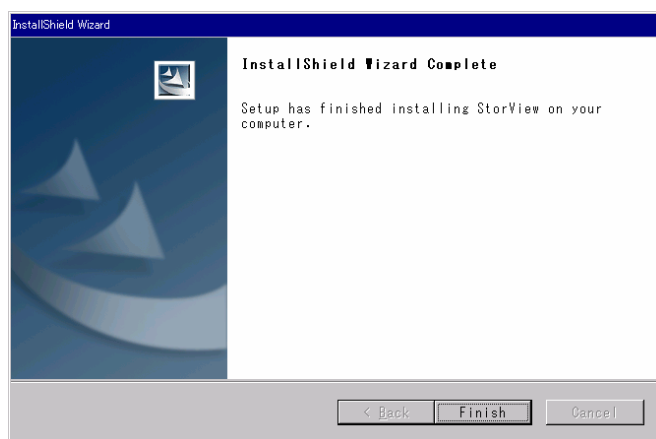 InstallShield Wizard
InstallShield Wizard Complete
Setup has finished installing StorView on your
computer.
< Back
Finish
Cancel